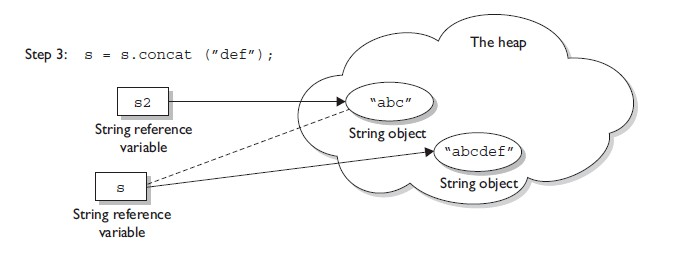 The heap
Step 3: s = s.concat ("def");
s2
"abc"
String reference
variable
String object
"abcdef"
s
String object
String reference
variable